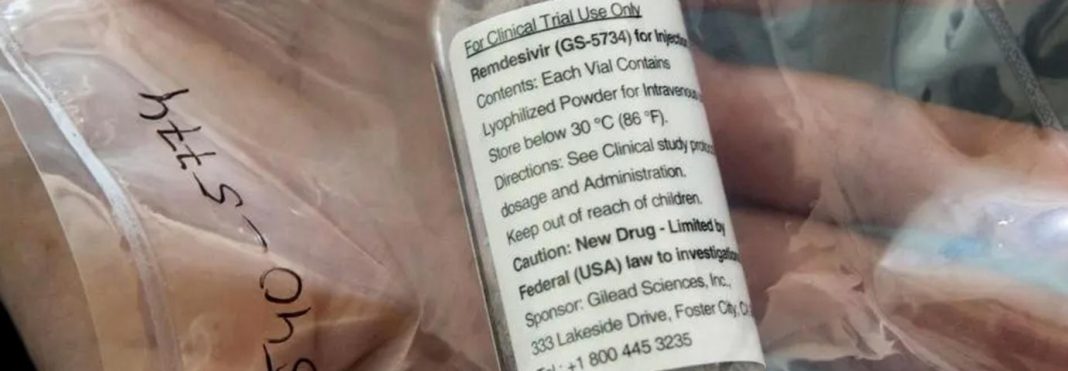 For Clinical Trial Use Only
Remdesivir (GS-5734) for
Contents: Each Vial Contains
Lyophilized Powder for
Store below 30 °C (86 °F).
Directions: See Clinical study
dosage and Administration.
Keep out of reach of children.
Caution: New Drug - Limited by
Federal (USA) law to
Sponsor: Gilead Sciences, Inc.,
333 Lakeside Drive, Foster City,
Tel: +1 800 445 3235